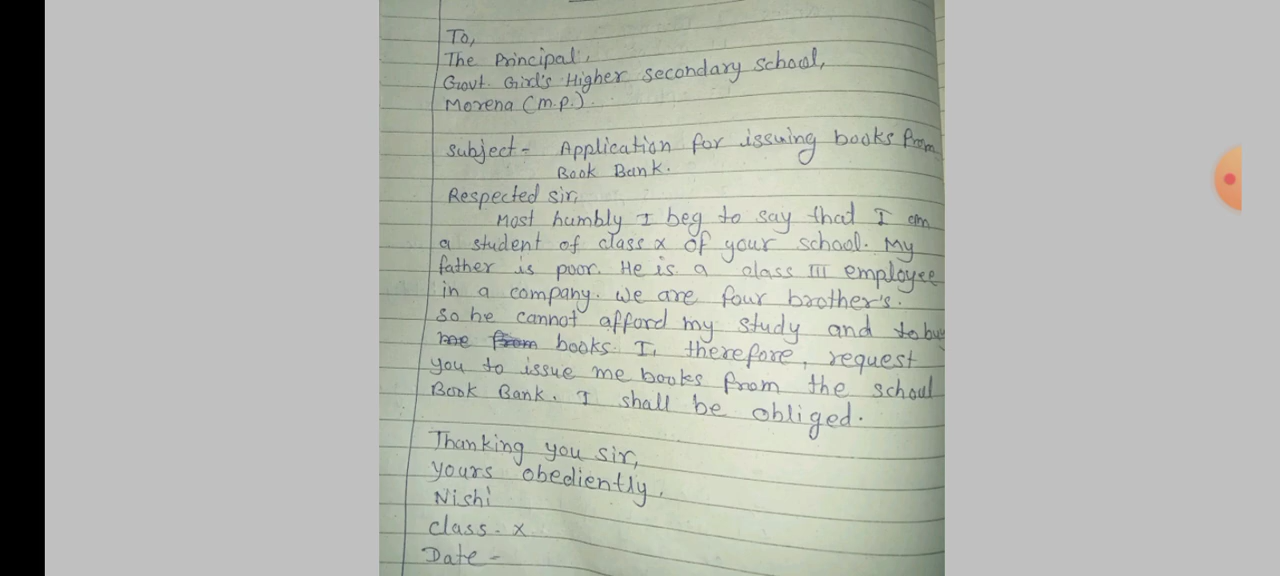 To,
The Principal,
Govt. Girl's Higher secondary school,
Morena (m.p.).
subject - Application for issuing books from
Book Bank.
Respected sir,
Most humbly I beg to say that I am
a student of class x of your school. My
father is poor. He is a class III employee
in a company. We are four brother's.
So he cannot afford my study and to buy
books. I, therefore, request
you to issue me books from the school
Book Bank. I shall be obliged.
Thanking you sir,
yours obediently.
Nishi
class - x
Date -